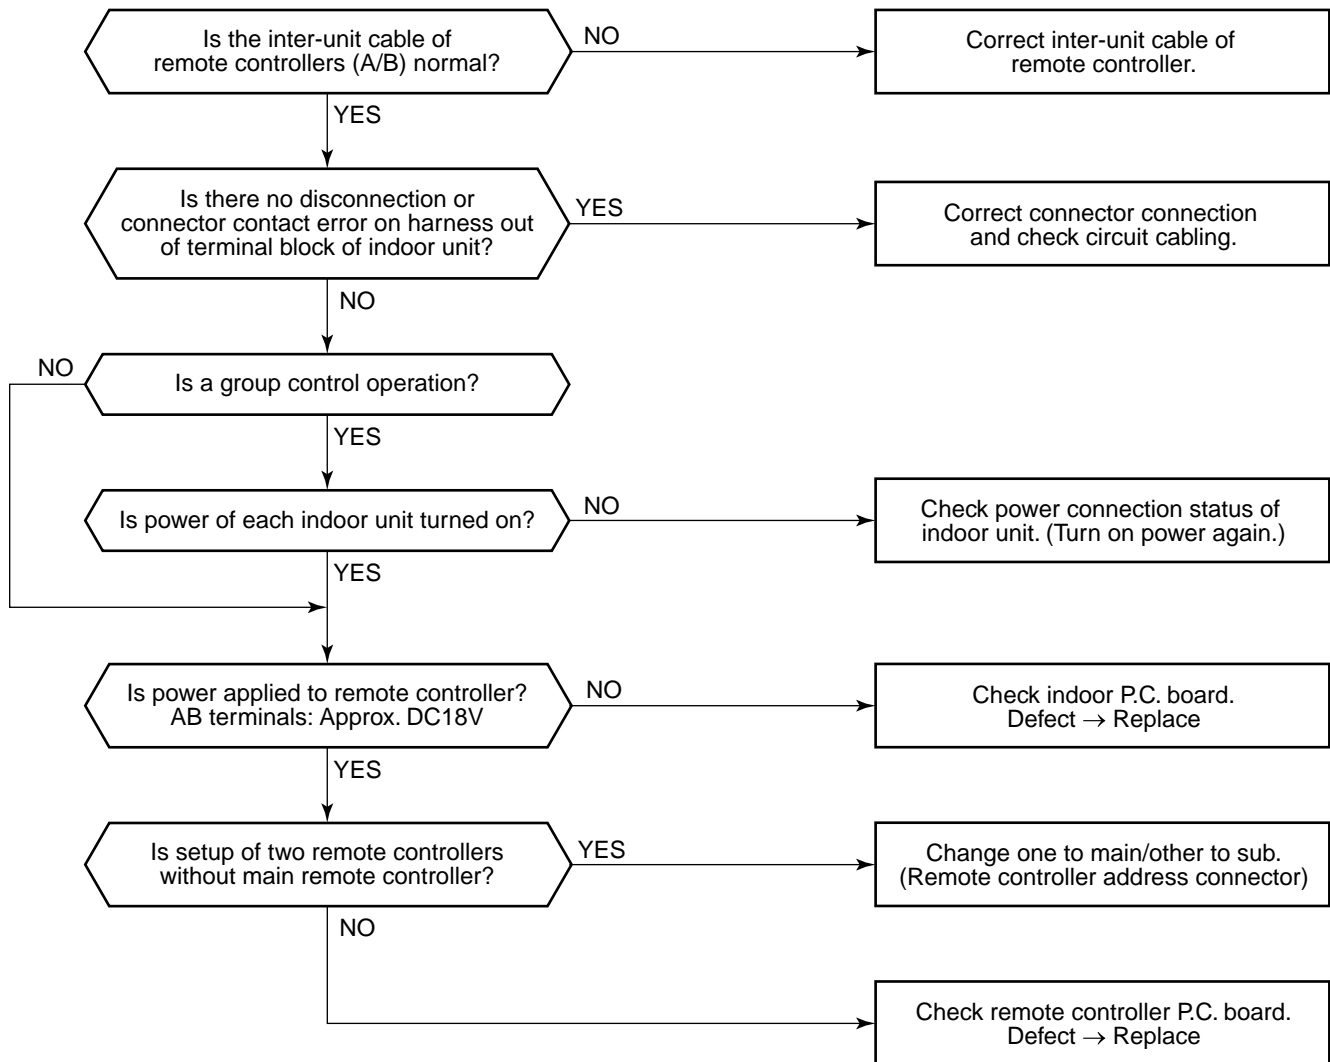 Is the inter-unit cable of
remote controllers (A/B) normal?
NO
Correct inter-unit cable of
remote controller.
YES
Is there no disconnection or
connector contact error on harness out
of terminal block of indoor unit?
YES
Correct connector connection
and check circuit cabling.
NO
NO
Is a group control operation?
YES
Is power of each indoor unit turned on?
NO
Check power connection status of
indoor unit. (Turn on power again.)
YES
Is power applied to remote controller?
AB terminals: Approx. DC18V
NO
Check indoor P.C. board.
Defect → Replace
YES
Is setup of two remote controllers
without main remote controller?
YES
Change one to main/other to sub.
(Remote controller address connector)
NO
Check remote controller P.C. board.
Defect → Replace